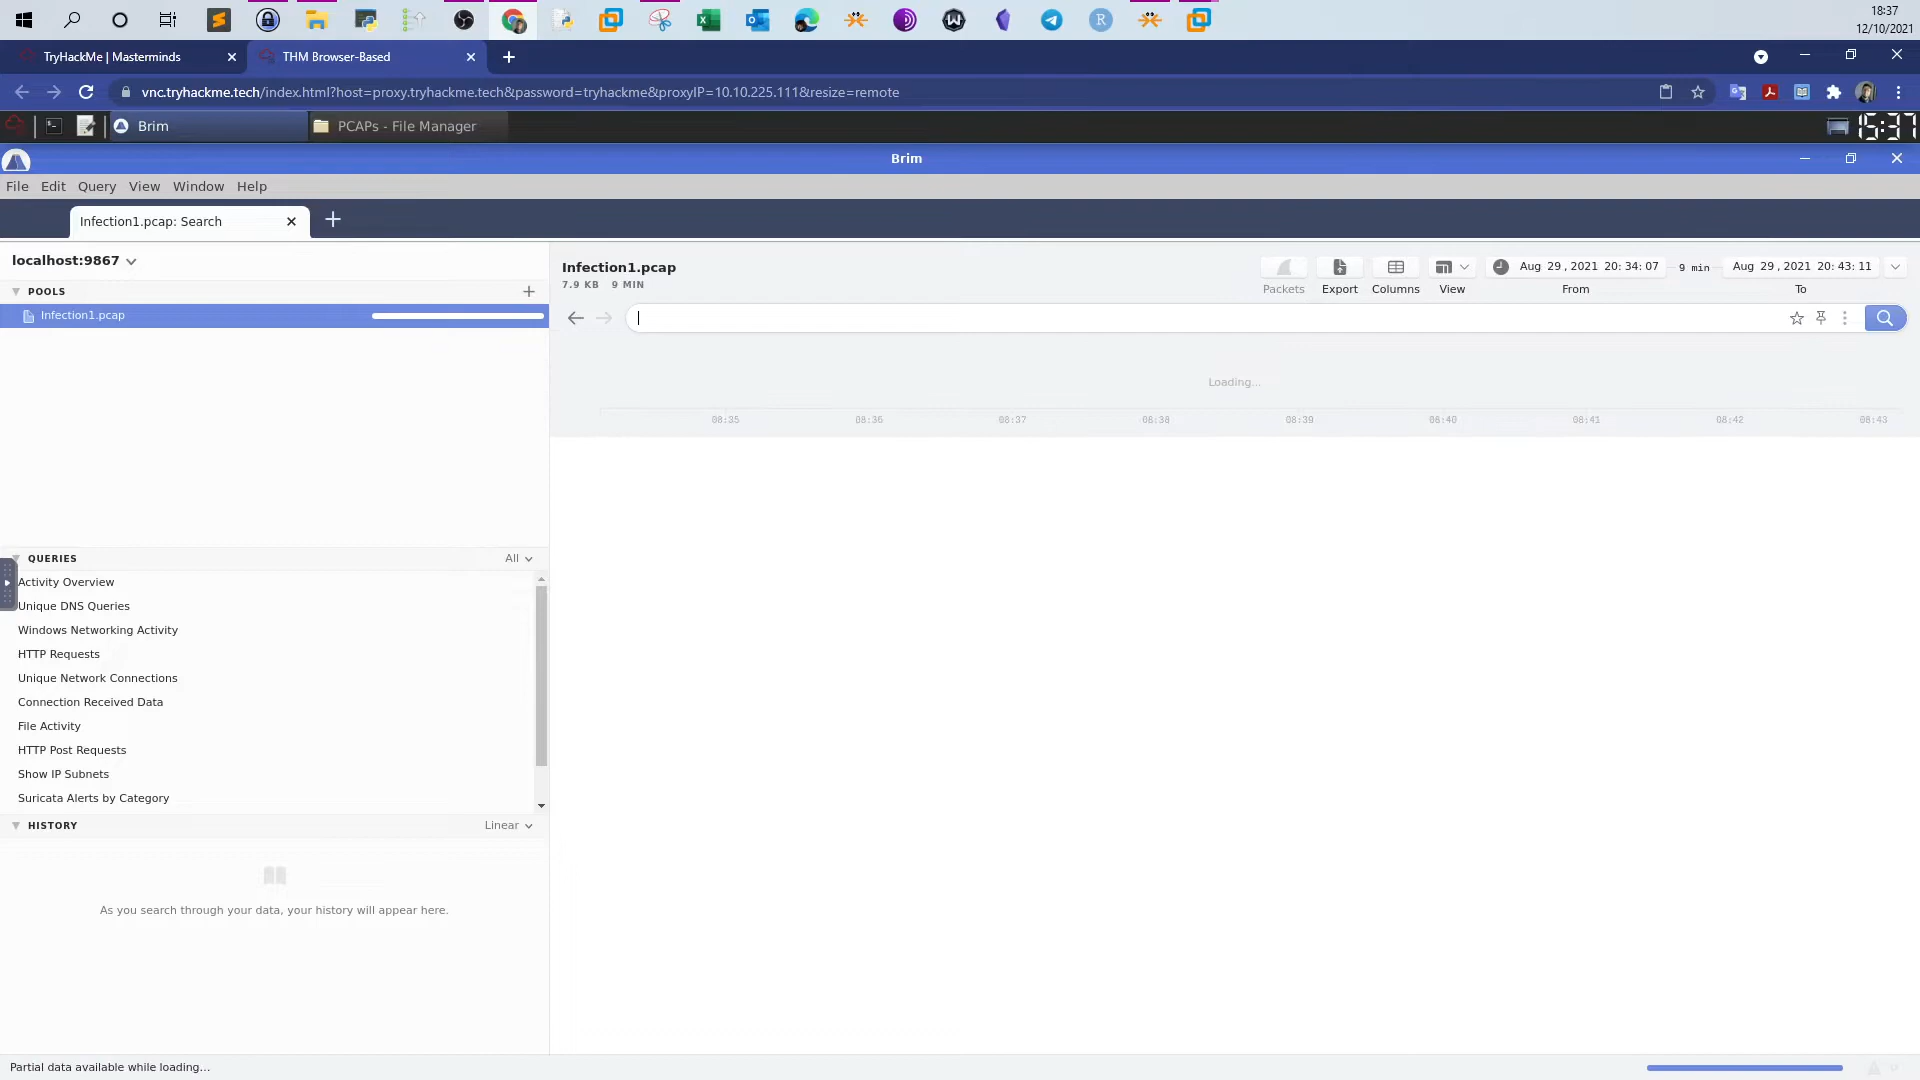 18:37
12/10/2021
TryHackMe | Masterminds
THM Browser-Based
vnc.tryhackme.tech/index.html?host=proxy.tryhackme.tech&password=tryhackme&proxyIP=10.10.225.111&resize=remote
Brim
PCAPs - File Manager
15:37
Brim
File Edit Query View Window Help
Infection1.pcap: Search
localhost:9867
POOLS
Infection1.pcap
Infection1.pcap
7.9 KB 9 MIN
Aug 29, 2021 20:34:07
9 min
Aug 29, 2021 20:43:11
Packets Export Columns View From To
Loading...
08:35 08:36 08:37 08:38 08:39 08:40 08:41 08:42 08:43
QUERIES
All
Activity Overview
Unique DNS Queries
Windows Networking Activity
HTTP Requests
Unique Network Connections
Connection Received Data
File Activity
HTTP Post Requests
Show IP Subnets
Suricata Alerts by Category
HISTORY
Linear
As you search through your data, your history will appear here.
Partial data available while loading...